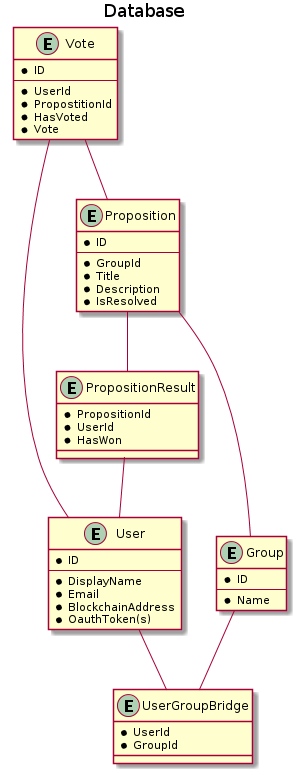 Database
E Vote
ID
UserId
PropostitionId
HasVoted
Vote
E Proposition
ID
GroupId
Title
Description
IsResolved
E PropositionResult
PropositionId
UserId
HasWon
E User
ID
DisplayName
Email
BlockchainAddress
OauthToken(s)
E Group
ID
Name
E UserGroupBridge
UserId
GroupId